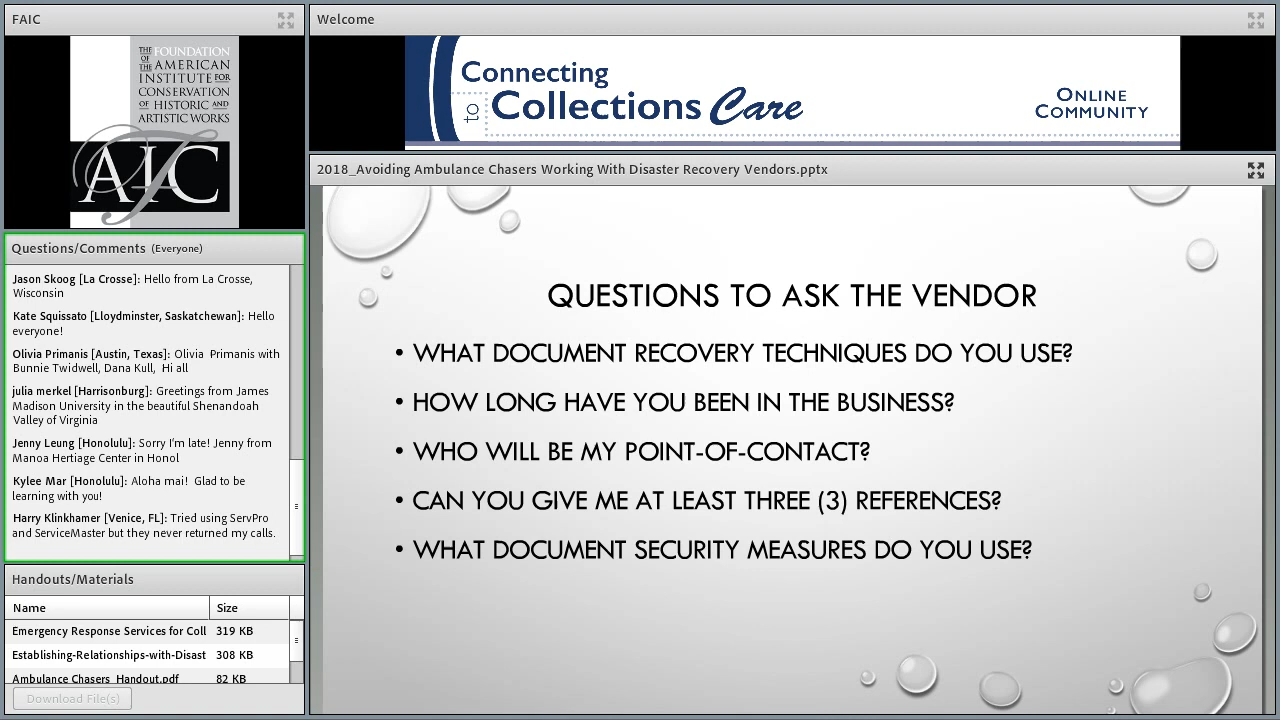 FAIC
THE FOUNDATION
OF THE AMERICAN
INSTITUTE FOR
CONSERVATION
OF HISTORIC AND
ARTISTIC WORKS
FAIC
Welcome
Connecting
to Collections Care
ONLINE
COMMUNITY
2018_Avoiding Ambulance Chasers Working With Disaster Recovery Vendors.pptx
QUESTIONS TO ASK THE VENDOR
• WHAT DOCUMENT RECOVERY TECHNIQUES DO YOU USE?
• HOW LONG HAVE YOU BEEN IN THE BUSINESS?
• WHO WILL BE MY POINT-OF-CONTACT?
• CAN YOU GIVE ME AT LEAST THREE (3) REFERENCES?
• WHAT DOCUMENT SECURITY MEASURES DO YOU USE?
Questions/Comments (Everyone)
Jason Skoog [La Crosse]: Hello from La Crosse,
Wisconsin
Kate Squissato [Lloydminster, Saskatchewan]: Hello
everyone!
Olivia Primanis [Austin, Texas]: Olivia Primanis with
Bunnie Twidwell, Dana Kull, Hi all
julia merkel [Harrisonburg]: Greetings from James
Madison University in the beautiful Shenandoah
Valley of Virginia
Jenny Leung [Honolulu]: Sorry I'm late! Jenny from
Manoa Hertiage Center in Honol
Kylee Mar [Honolulu]: Aloha mai! Glad to be
learning with you!
Harry Klinkhamer [Venice, FL]: Tried using ServPro
and ServiceMaster but they never returned my calls.
Handouts/Materials
Name Size
Emergency Response Services for Coll 319 KB
Establishing-Relationships-with-Disast 308 KB
Ambulance Chasers_Handout.pdf 82 KB
Download File(s)